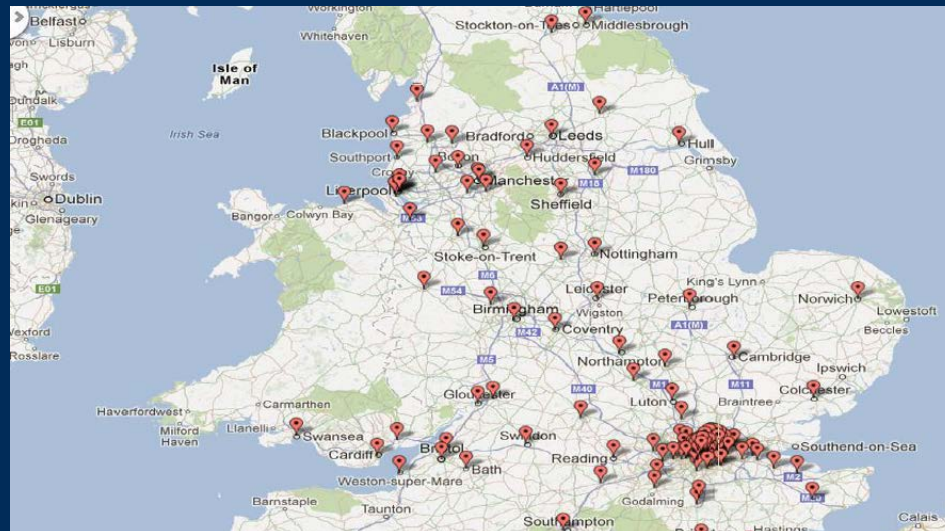 Workington
Hartlepool
Belfast
Stockton-on-Tees
Middlesbrough
Lisburn
Whitehaven
Isle of
Man
A1(M)
Dundalk
E01
Irish Sea
Drogheda
Blackpool
Bradford
Leeds
Hull
Southport
Bolton
Huddersfield
Grimsby
Swords
Crosby
Manchester
M18
M180
Dublin
Liverpool
Sheffield
Glenageary
Bangor
Colwyn Bay
M53
Stoke-on-Trent
Nottingham
M6
King's Lynn
E01
M54
Leicester
Peterborough
Norwich
Wigston
Lowestoft
Wexford
Birmingham
M42
Coventry
A1(M)
Beccles
Rosslare
Northampton
Cambridge
M5
Ipswich
M40
M1
M11
Colchester
Carmarthen
Gloucester
Luton
Braintree
Haverfordwest
Milford
Haven
Llanelli
Swansea
Swindon
Southend-on-Sea
Cardiff
Bristol
Reading
Bath
M2
Weston-super-Mare
Godalming
Barnstaple
Taunton
Southampton
Hastings
Calais